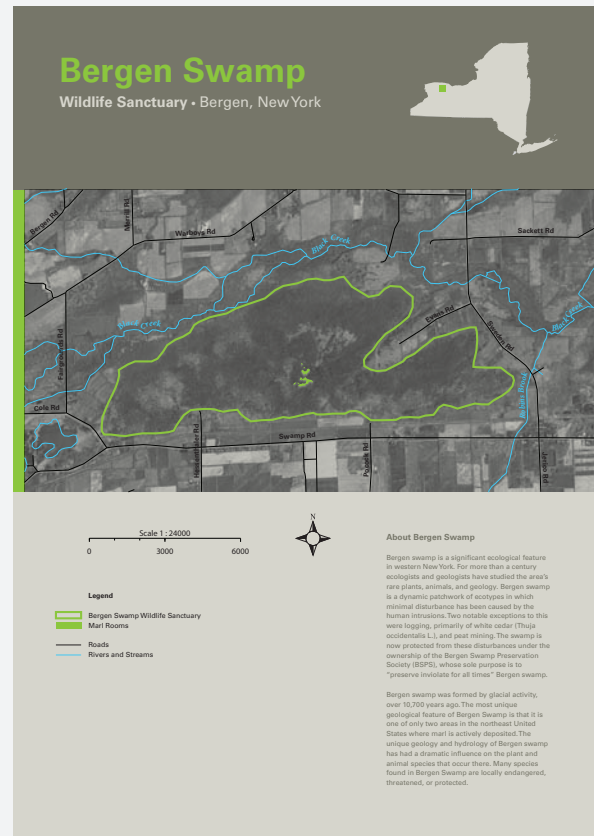 Bergen Swamp
Wildlife Sanctuary • Bergen, New York
Bergen Rd
Merrill Rd
Warboys Rd
Black Creek
Sackett Rd
Black Creek
Evans Rd
Black Creek
Fairgrounds Rd
Cole Rd
Swamp Rd
Pocock Rd
N
Scale 1 : 24000
0
3000
6000
Legend
Bergen Swamp Wildlife Sanctuary
Marl Rooms
Roads
Rivers and Streams
About Bergen Swamp
Bergen swamp is a significant ecological feature
in western New York. For more than a century
ecologists and geologists have studied the area's
rare plants, animals, and geology. Bergen swamp
is a dynamic patchwork of ecotypes in which
minimal disturbance has been caused by the
human intrusions. Two notable exceptions to this
were logging, primarily of white cedar (Thuja
occidentalis L.), and peat mining. The swamp is
now protected from these disturbances under the
ownership of the Bergen Swamp Preservation
Society (BSPS), whose sole purpose is to
“preserve inviolate for all times” Bergen swamp.
Bergen swamp was formed by glacial activity,
over 10,700 years ago. The most unique
geological feature of Bergen Swamp is that it is
one of only two areas in the northeast United
States where marl is actively deposited. The
unique geology and hydrology of Bergen swamp
has had a dramatic influence on the plant and
animal species that occur there. Many species
found in Bergen Swamp are locally endangered,
threatened, or protected.